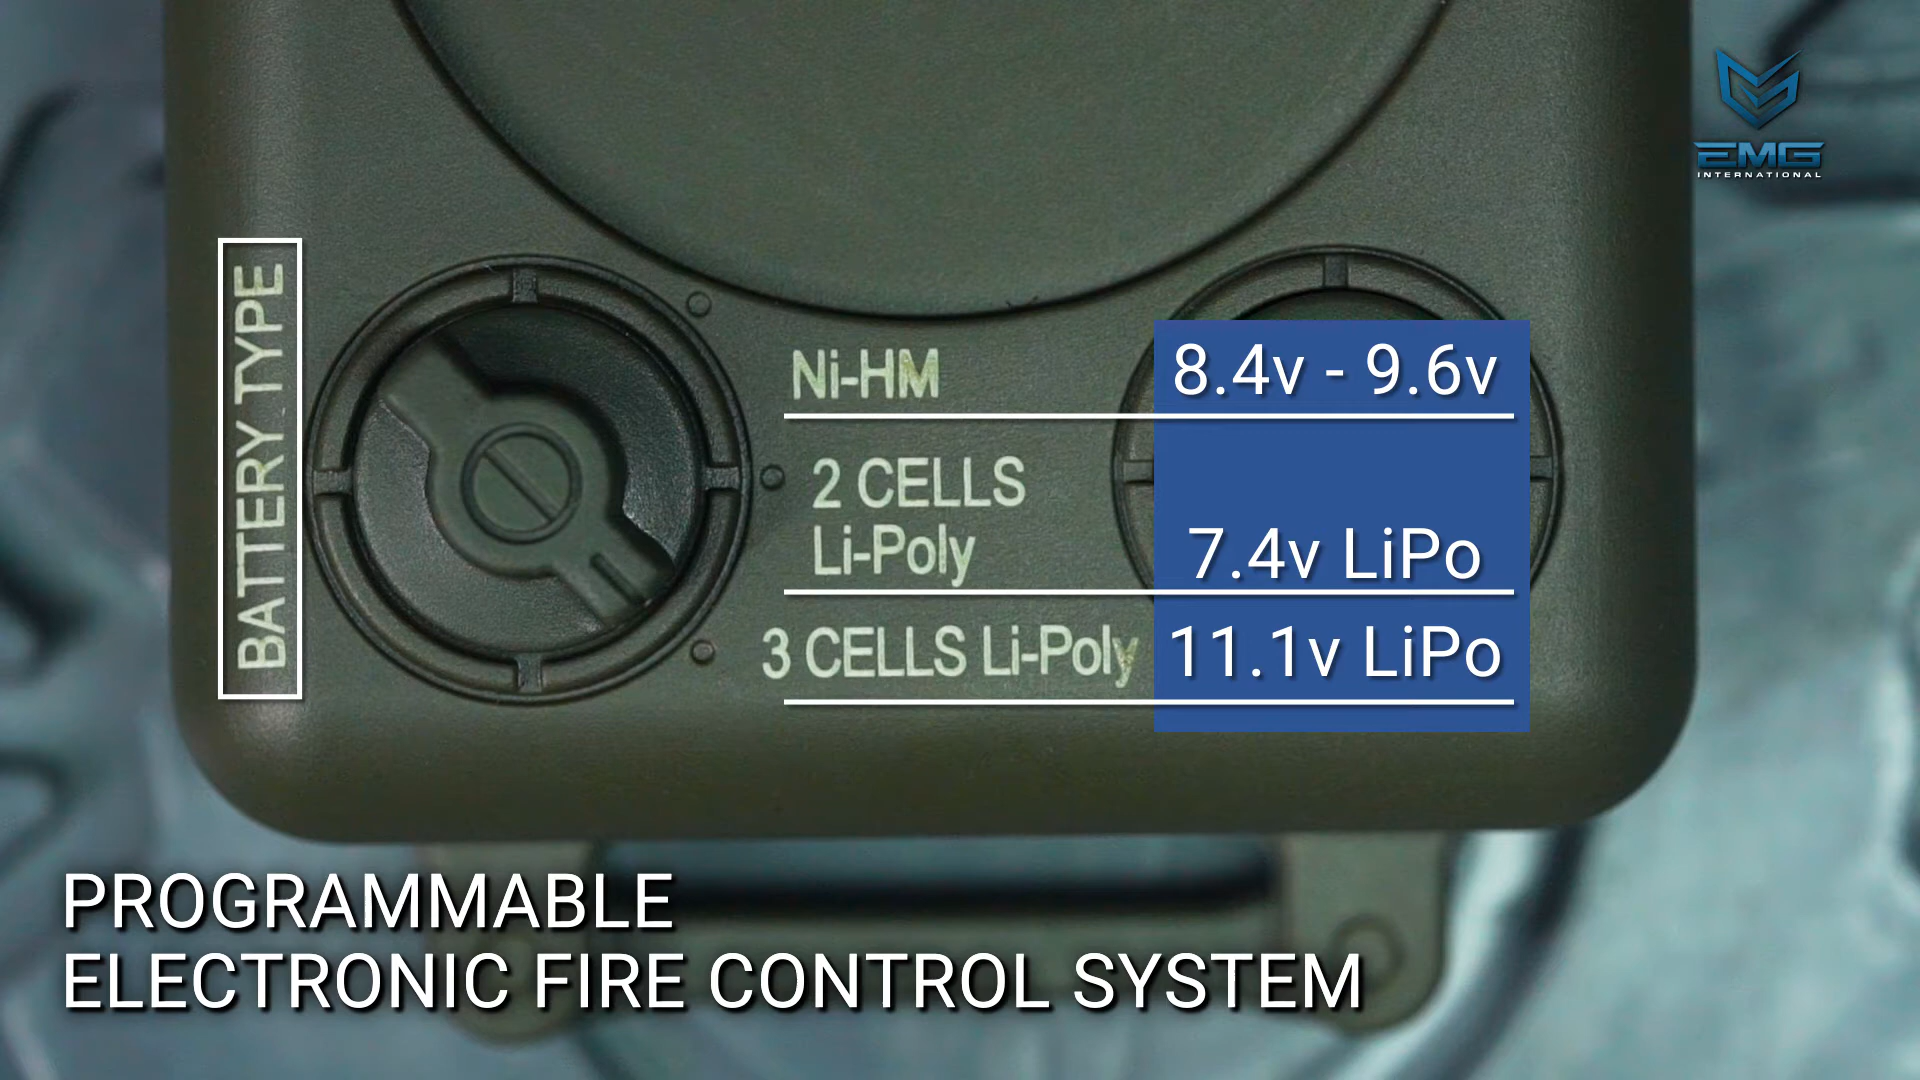 EMG
INTERNATIONAL
BATTERY TYPE
Ni-HM
8.4v - 9.6v
2 CELLS
Li-Poly
7.4v LiPo
3 CELLS Li-Poly
11.1v LiPo
PROGRAMMABLE
ELECTRONIC FIRE CONTROL SYSTEM